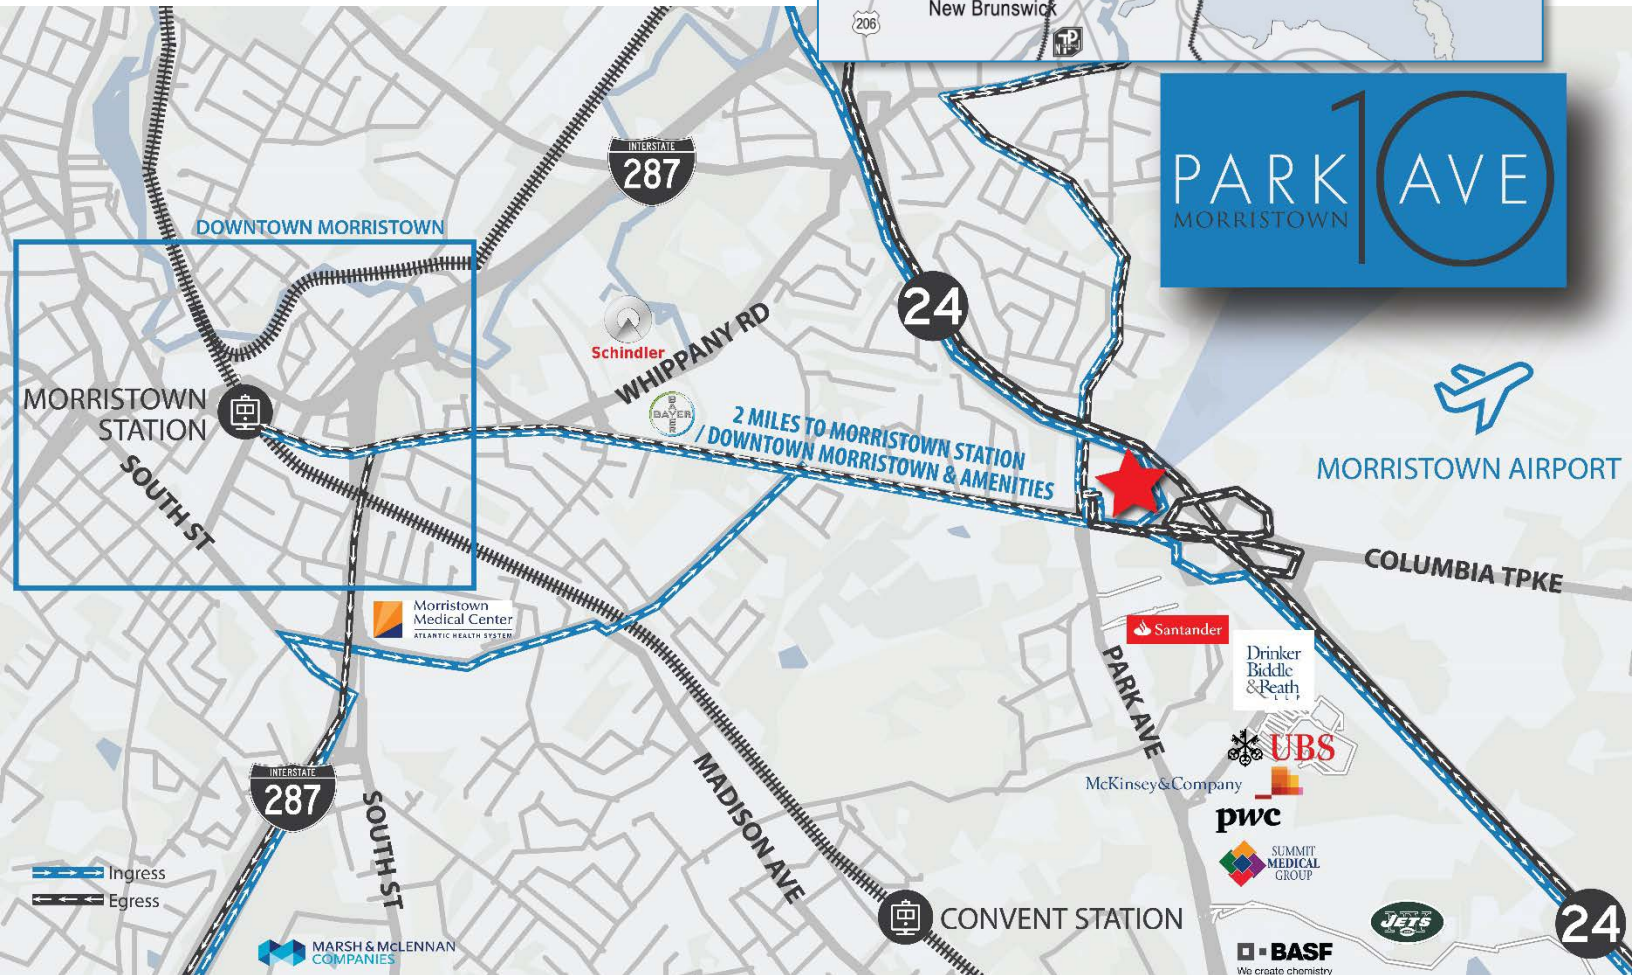 New Brunswick
206
PARK 10 AVE
MORRISTOWN
INTERSTATE
287
DOWNTOWN MORRISTOWN
24
Schindler
WHIPPANY RD
BAYER
BAYER
MORRISTOWN
STATION
2 MILES TO MORRISTOWN STATION
/ DOWNTOWN MORRISTOWN & AMENITIES
MORRISTOWN AIRPORT
SOUTH ST
COLUMBIA TPKE
Morristown
Medical Center
ATLANTIC HEALTH SYSTEM
Santander
Drinker
Biddle
&Reath
LLP
PARK AVE
UBS
McKinsey&Company
pwc
INTERSTATE
287
SOUTH ST
MADISON AVE
SUMMIT
MEDICAL
GROUP
Ingress
Egress
CONVENT STATION
JETS
24
MARSH & McLENNAN
COMPANIES
BASF
We create chemistry